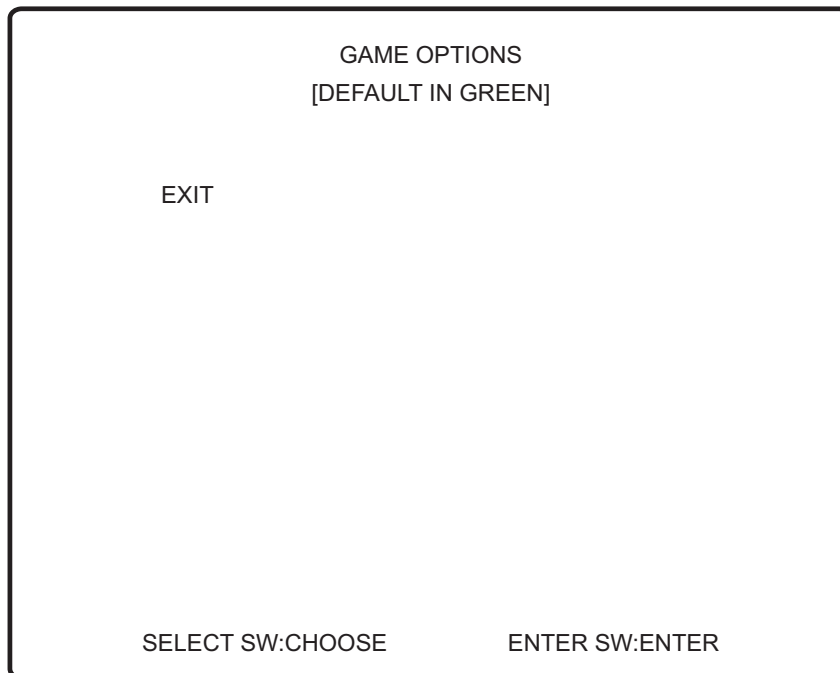 GAME OPTIONS
[DEFAULT IN GREEN]
EXIT
SELECT SW:CHOOSE ENTER SW:ENTER